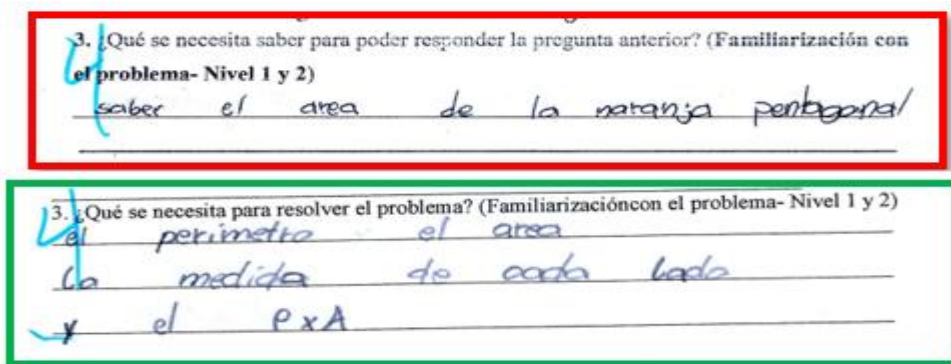 3. ¿Qué se necesita saber para poder responder la pregunta anterior? (Familiarización con
el problema- Nivel 1 y 2)
saber el area de la naranja pentagonal
3. ¿Qué se necesita para resolver el problema? (Familiarizacióncon el problema- Nivel 1 y 2)
el perimetro el area
la medida de cada lado
y el PxA